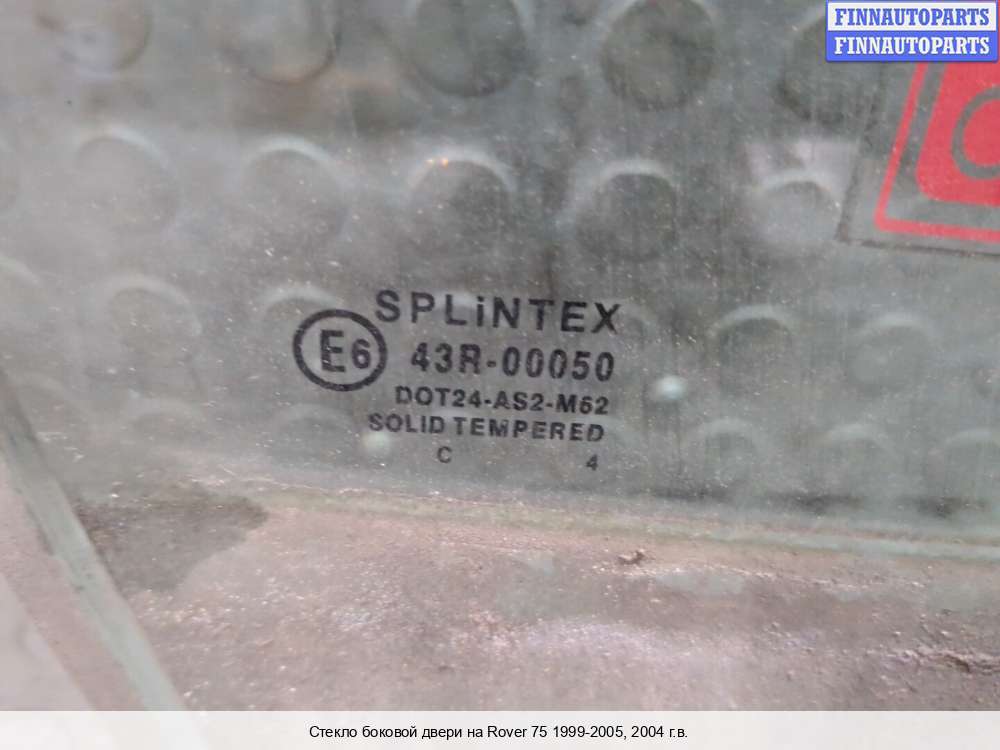 FINNAUTOPARTS
FINNAUTOPARTS
SPLiNTEX
E6 43R-00050
DOT24-AS2-M62
SOLID TEMPERED
C 4
Стекло боковой двери на Rover 75 1999-2005, 2004 г.в.